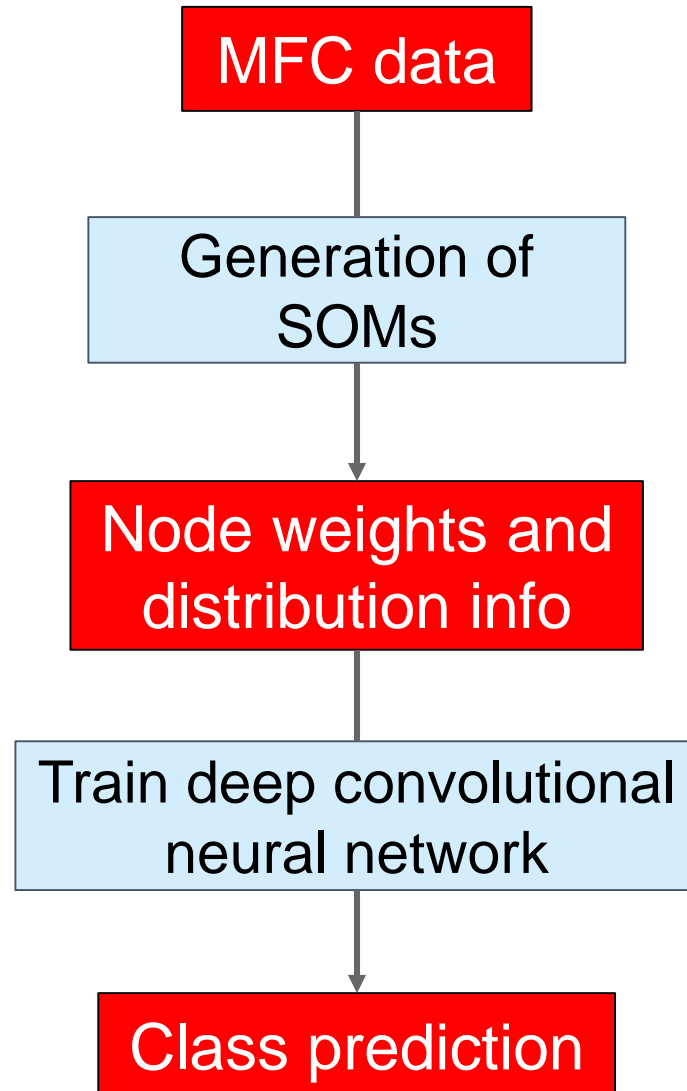 MFC data
Generation of
SOMs
Node weights and
distribution info
Train deep convolutional
neural network
Class prediction